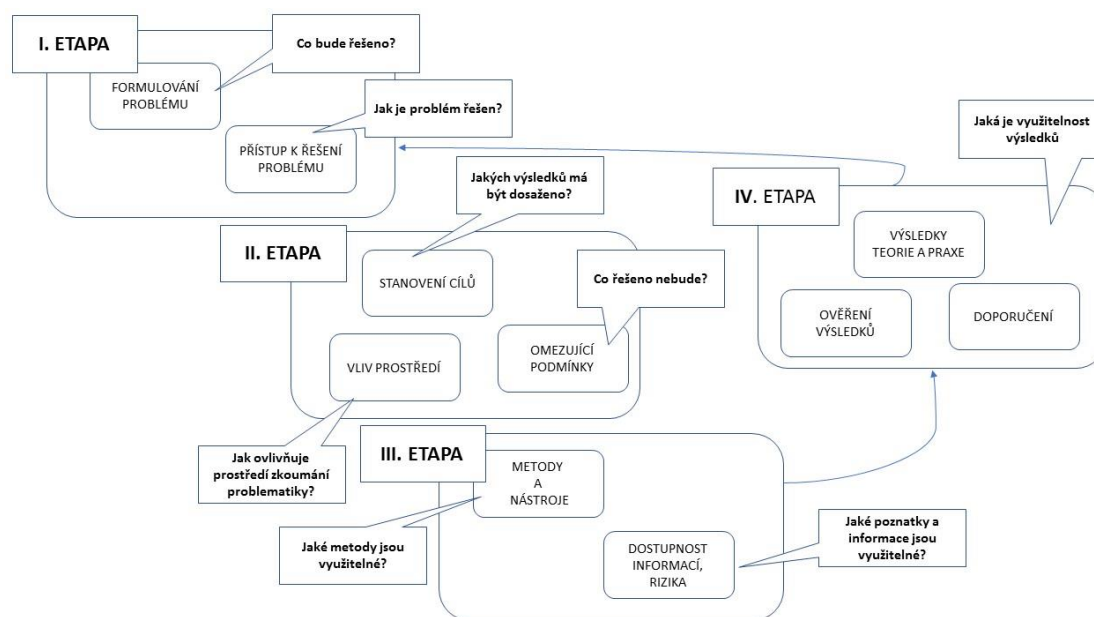 I. ETAPA
Co bude řešeno?
FORMULOVÁNÍ
PROBLÉMU
Jak je problém řešen?
PŘÍSTUP K ŘEŠENÍ
PROBLÉMU
II. ETAPA
Jakých výsledků má
být dosaženo?
STANOVENÍ CÍLŮ
Co řešeno nebude?
VLIV PROSTŘEDÍ
OMEZUJÍCÍ
PODMÍNKY
Jak ovlivňuje
prostředí zkoumání
problematiky?
III. ETAPA
METODY
A
NÁSTROJE
Jaké metody jsou
využitelné?
DOSTUPNOST
INFORMACÍ,
RIZIKA
Jaké poznatky a
informace jsou
využitelné?
IV. ETAPA
Jaká je využitelnost
výsledků
VÝSLEDKY
TEORIE A PRAXE
OVĚŘENÍ
VÝSLEDKŮ
DOPORUČENÍ